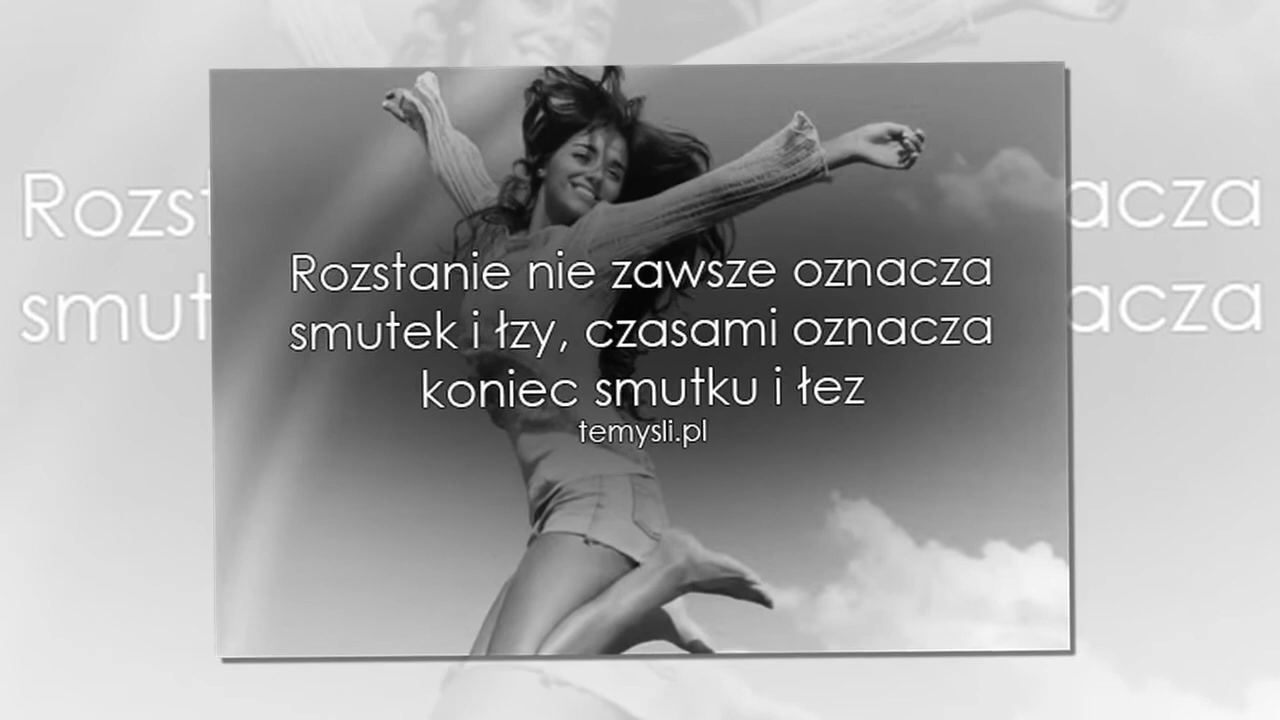 Rozstanie nie zawsze oznacza
smutek i łzy, czasami oznacza
koniec smutku i łez
temysli.pl